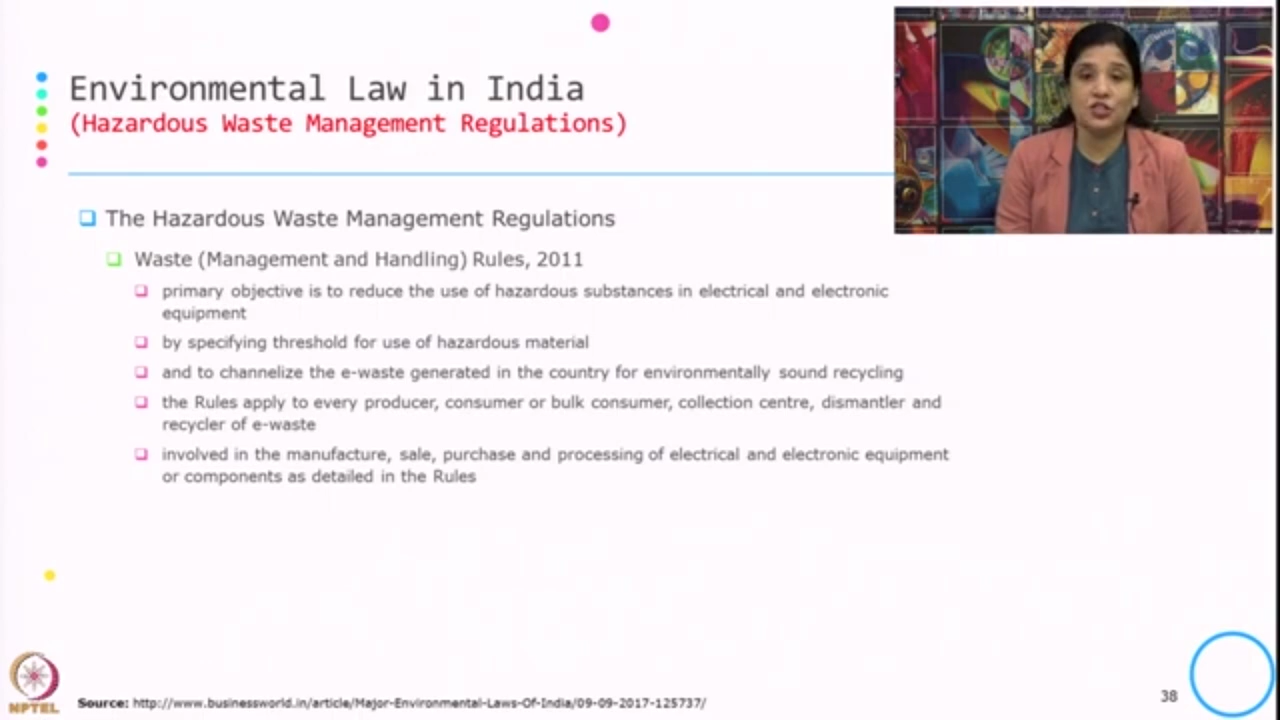 Environmental Law in India
(Hazardous Waste Management Regulations)
The Hazardous Waste Management Regulations
Waste (Management and Handling) Rules, 2011
primary objective is to reduce the use of hazardous substances in electrical and electronic
equipment
by specifying threshold for use of hazardous material
and to channelize the e-waste generated in the country for environmentally sound recycling
the Rules apply to every producer, consumer or bulk consumer, collection centre, dismantler and
recycler of e-waste
involved in the manufacture, sale, purchase and processing of electrical and electronic equipment
or components as detailed in the Rules
NPTEL
Source: http://www.businessworld.in/article/Major-Environmental-Laws-Of-India/09-09-2017-125737/
38